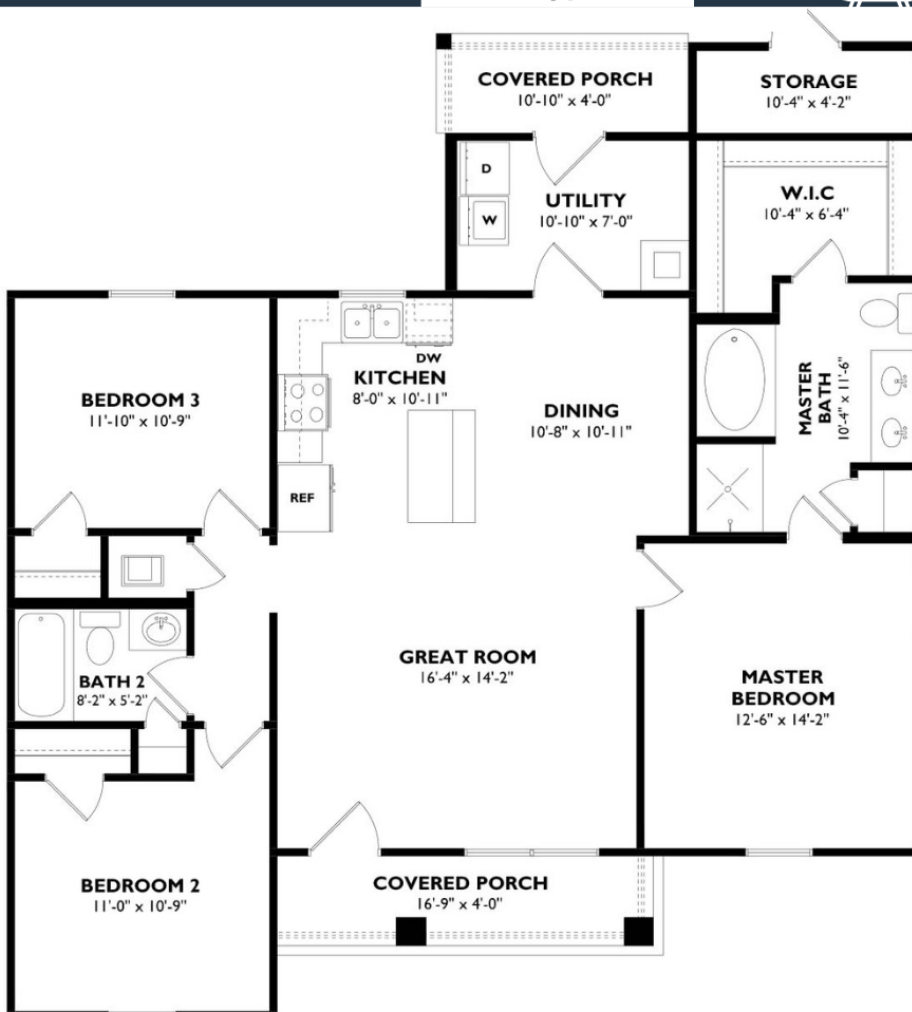 COVERED PORCH
10'-10" x 4'-0"
STORAGE
10'-4" x 4'-2"
D
W
UTILITY
10'-10" x 7'-0"
W.I.C
10'-4" x 6'-4"
DW
KITCHEN
8'-0" x 10'-11"
BEDROOM 3
11'-10" x 10'-9"
DINING
10'-8" x 10'-11"
MASTER
BATH
10'-4" x 11'-6"
REF
GREAT ROOM
16'-4" x 14'-2"
BATH 2
8'-2" x 5'-2"
MASTER
BEDROOM
12'-6" x 14'-2"
BEDROOM 2
11'-0" x 10'-9"
COVERED PORCH
16'-9" x 4'-0"